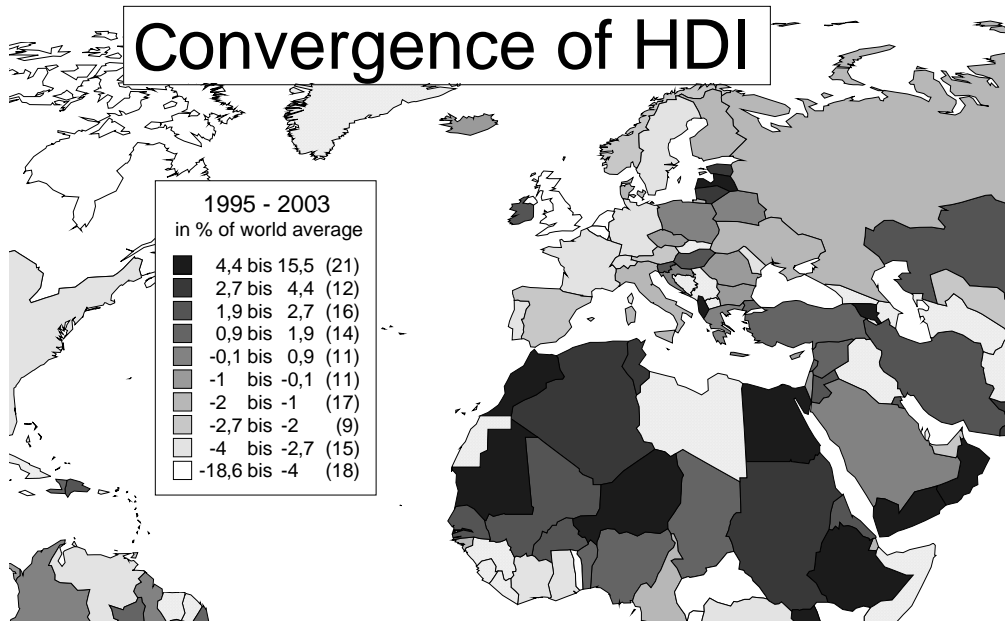 Convergence of HDI
1995 - 2003
in % of world average
4,4 bis 15,5 (21)
2,7 bis 4,4 (12)
1,9 bis 2,7 (16)
0,9 bis 1,9 (14)
-0,1 bis 0,9 (11)
-1 bis -0,1 (11)
-2 bis -1 (17)
-2,7 bis -2 (9)
-4 bis -2,7 (15)
-18,6 bis -4 (18)